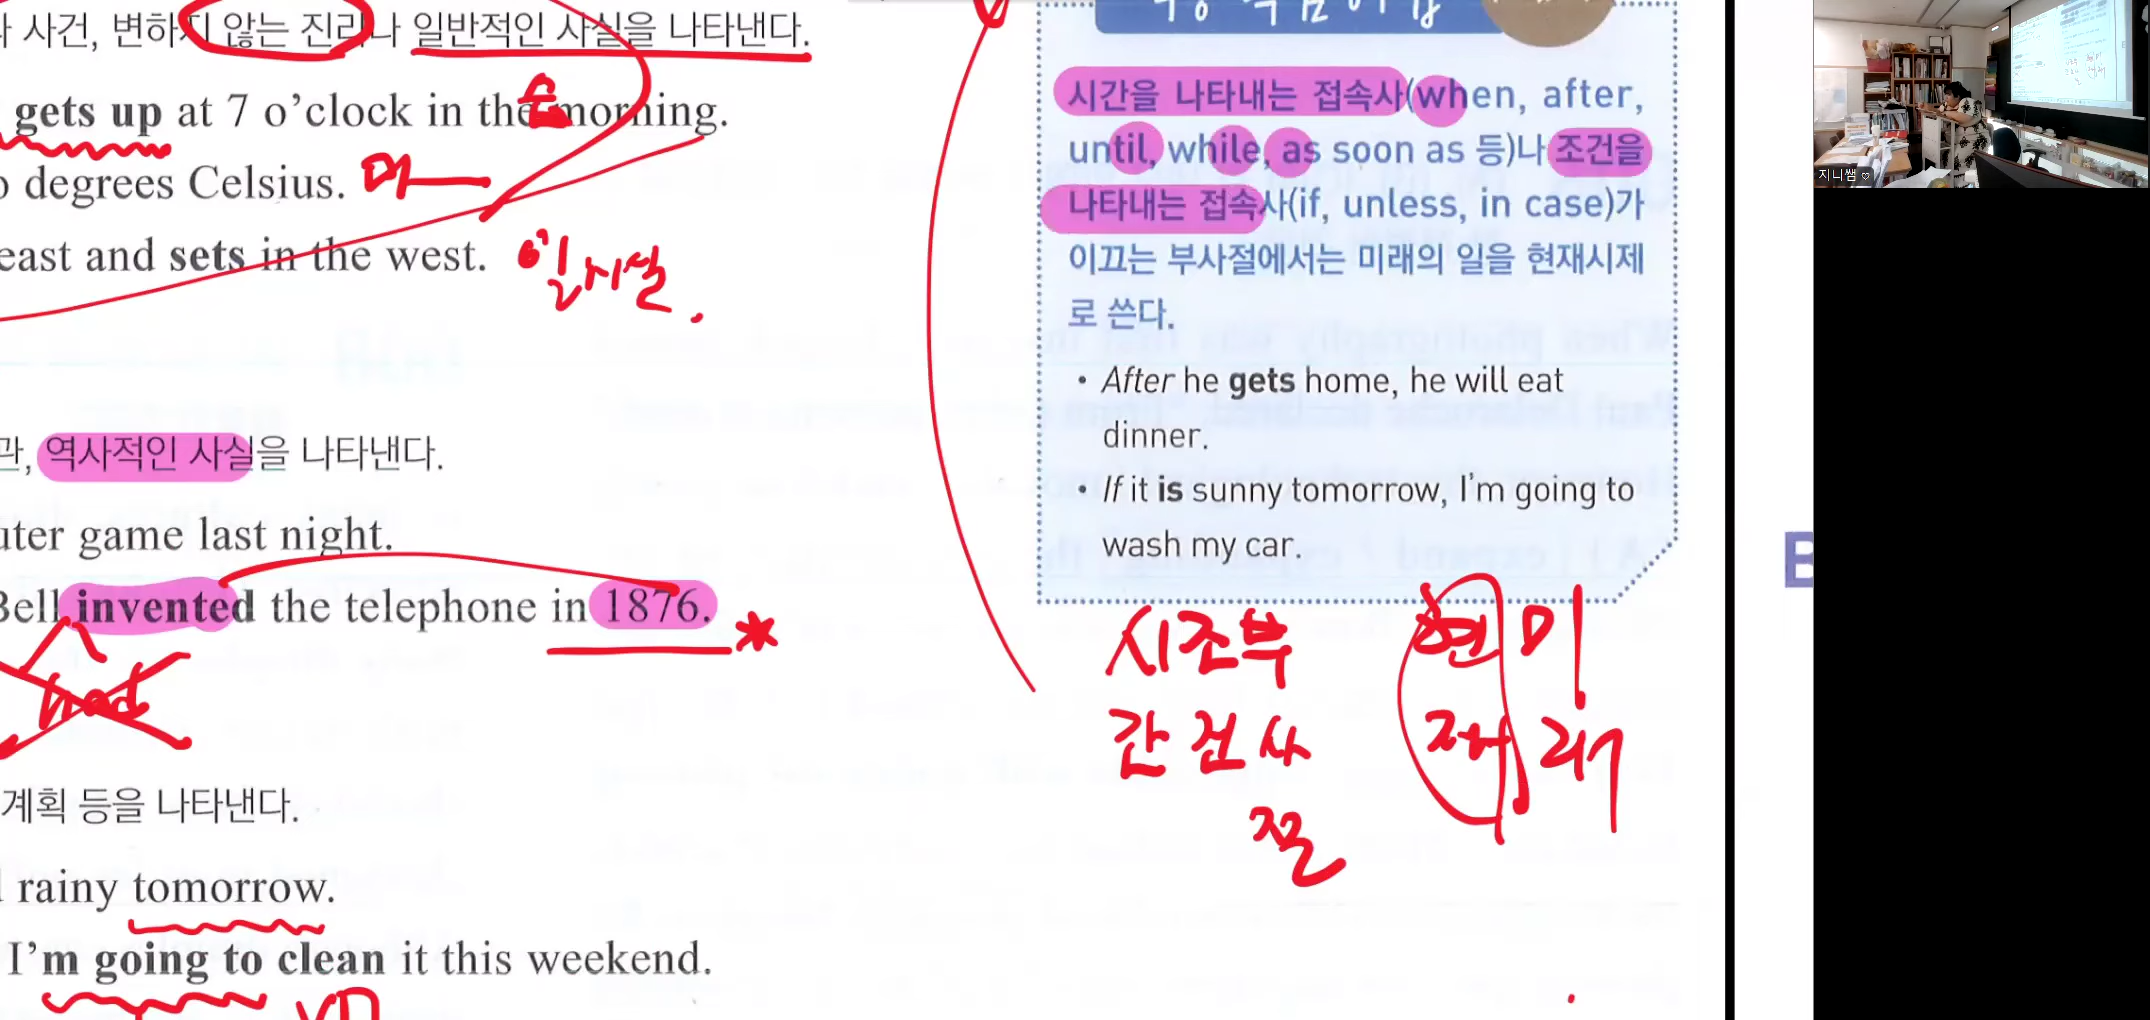 사건, 변하지 않는 진리나 일반적인 사실을 나타낸다.
gets up at 7 o’clock in the morning.
degrees Celsius.
east and sets in the west.
일 사실.
관, 역사적인 사실을 나타낸다.
uter game last night.
Bell invented the telephone in 1876.
*
had
계획 등을 나타낸다.
rainy tomorrow.
I’m going to clean it this weekend.
시간을 나타내는 접속사(when, after,
until, while, as soon as 등)나 조건을
나타내는 접속사(if, unless, in case)가
이끄는 부사절에서는 미래의 일을 현재시제
로 쓴다.
• After he gets home, he will eat
dinner.
• If it is sunny tomorrow, I’m going to
wash my car.
시조부 현미
간건사 재래
절
B
지니쌤♡